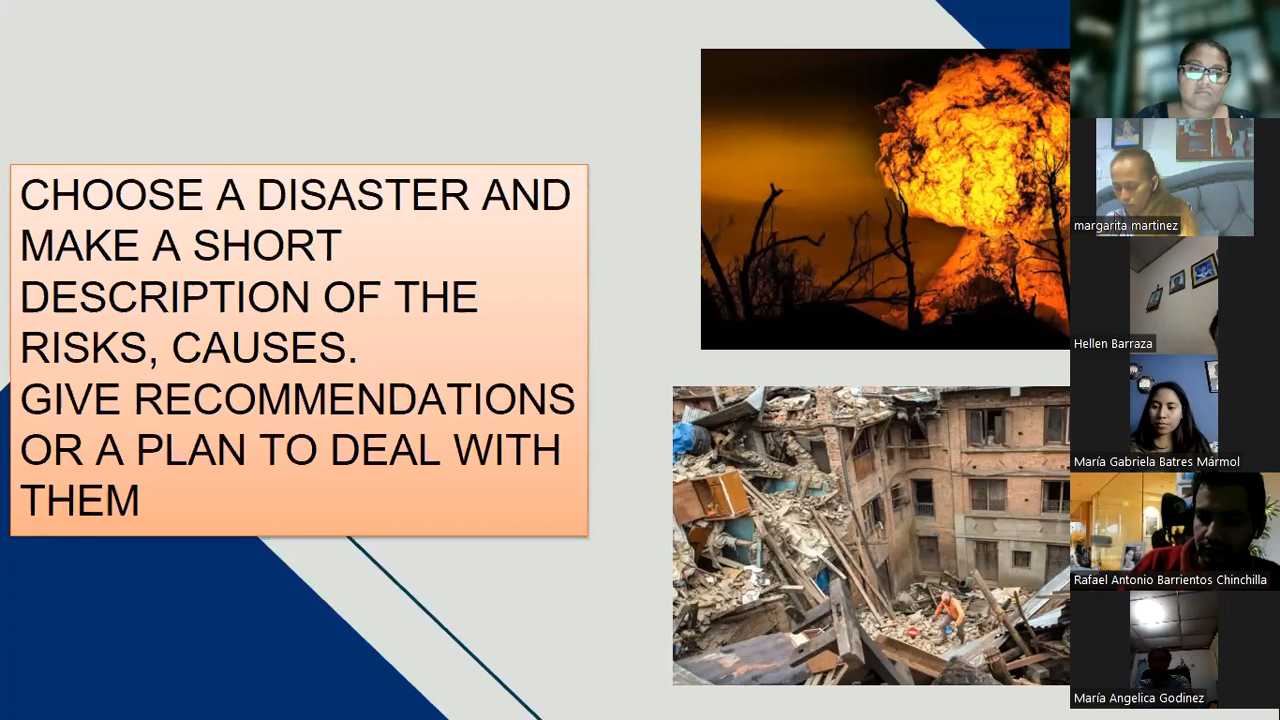 CHOOSE A DISASTER AND
MAKE A SHORT
DESCRIPTION OF THE
RISKS, CAUSES.
GIVE RECOMMENDATIONS
OR A PLAN TO DEAL WITH
THEM
margarita martinez
Hellen Barraza
María Gabriela Batres Mármol
Rafael Antonio Barrientos Chinchilla
María Angelica Godinez